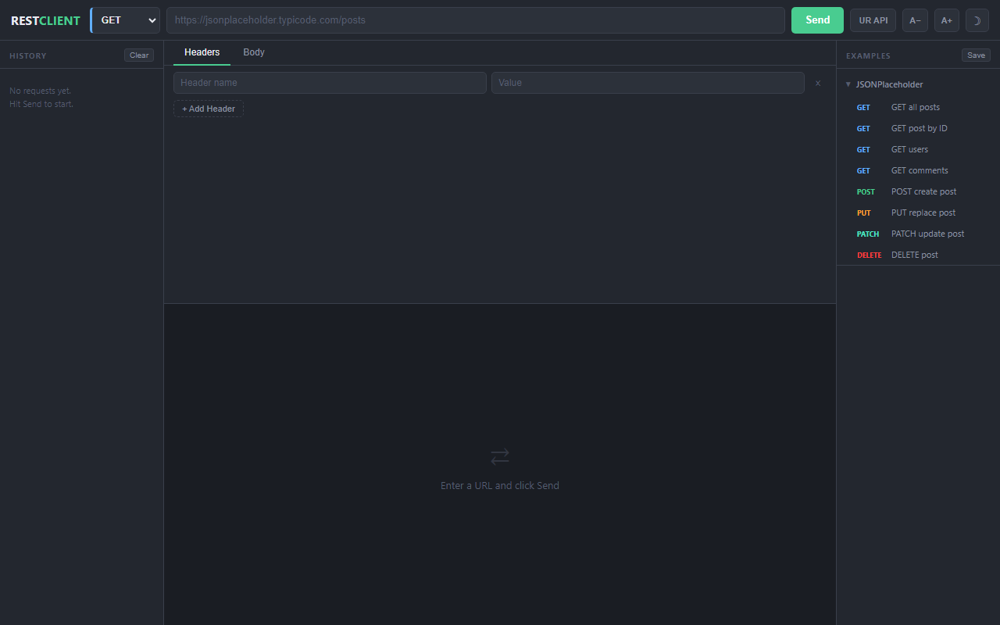 RESTCLIENT
GET
https://jsonplaceholder.typicode.com/posts
Send
UR API
A−
A+
HISTORY
Clear
No requests yet.
Hit Send to start.
Headers
Body
Header name
Value
x
+ Add Header
Enter a URL and click Send
EXAMPLES
Save
JSONPlaceholder
GET GET all posts
GET GET post by ID
GET GET users
GET GET comments
POST POST create post
PUT PUT replace post
PATCH PATCH update post
DELETE DELETE post